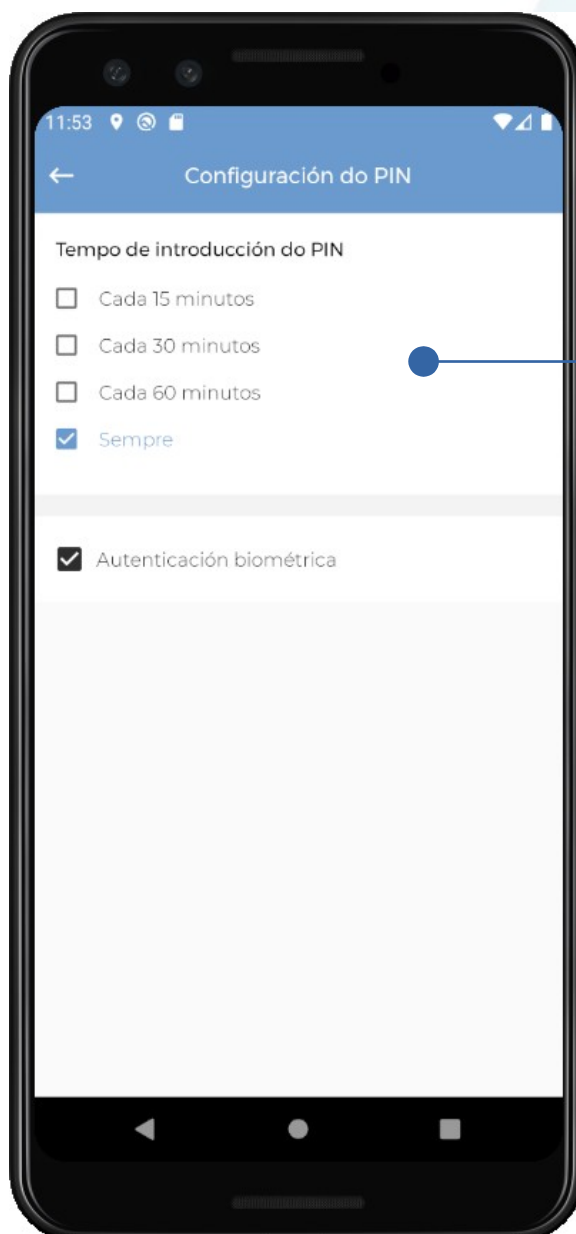 11:53
Configuración do PIN
Tempo de introducción do PIN
Cada 15 minutos
Cada 30 minutos
Cada 60 minutos
Sempre
Autenticación biométrica